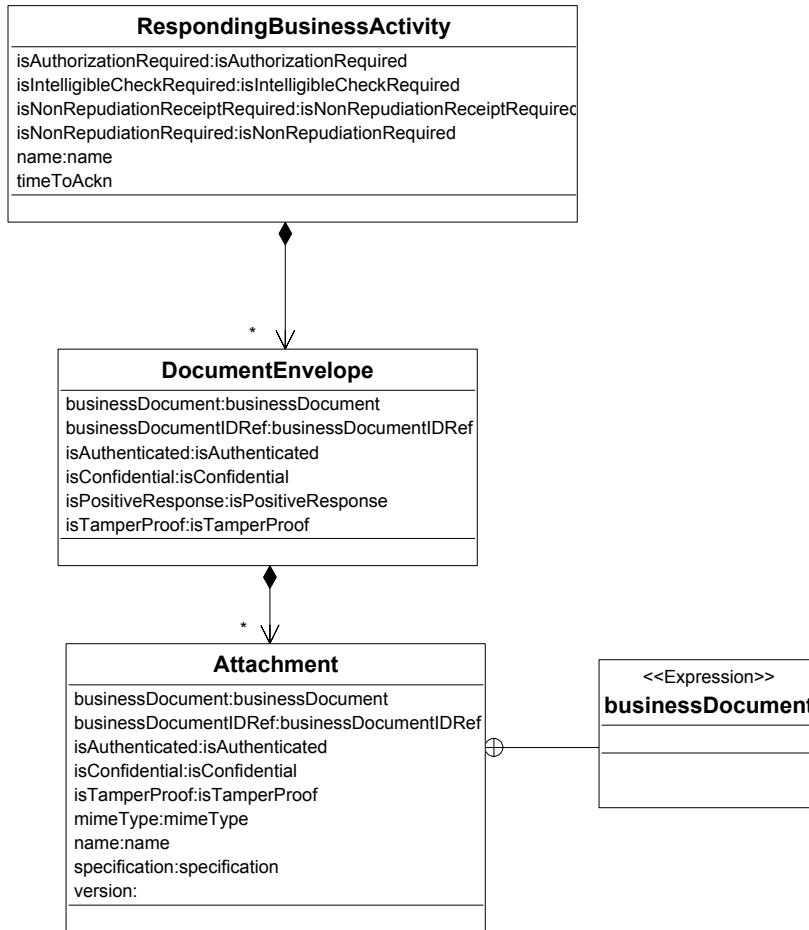 RespondingBusinessActivity
isAuthorizationRequired:isAuthorizationRequired
isIntelligibleCheckRequired:isIntelligibleCheckRequired
isNonRepudiationReceiptRequired:isNonRepudiationReceiptRequired
isNonRepudiationRequired:isNonRepudiationRequired
name:name
timeToAckn
*
DocumentEnvelope
businessDocument:businessDocument
businessDocumentIDRef:businessDocumentIDRef
isAuthenticated:isAuthenticated
isConfidential:isConfidential
isPositiveResponse:isPositiveResponse
isTamperProof:isTamperProof
*
Attachment
businessDocument:businessDocument
businessDocumentIDRef:businessDocumentIDRef
isAuthenticated:isAuthenticated
isConfidential:isConfidential
isTamperProof:isTamperProof
mimeType:mimeType
name:name
specification:specification
version:
<<Expression>>
businessDocument